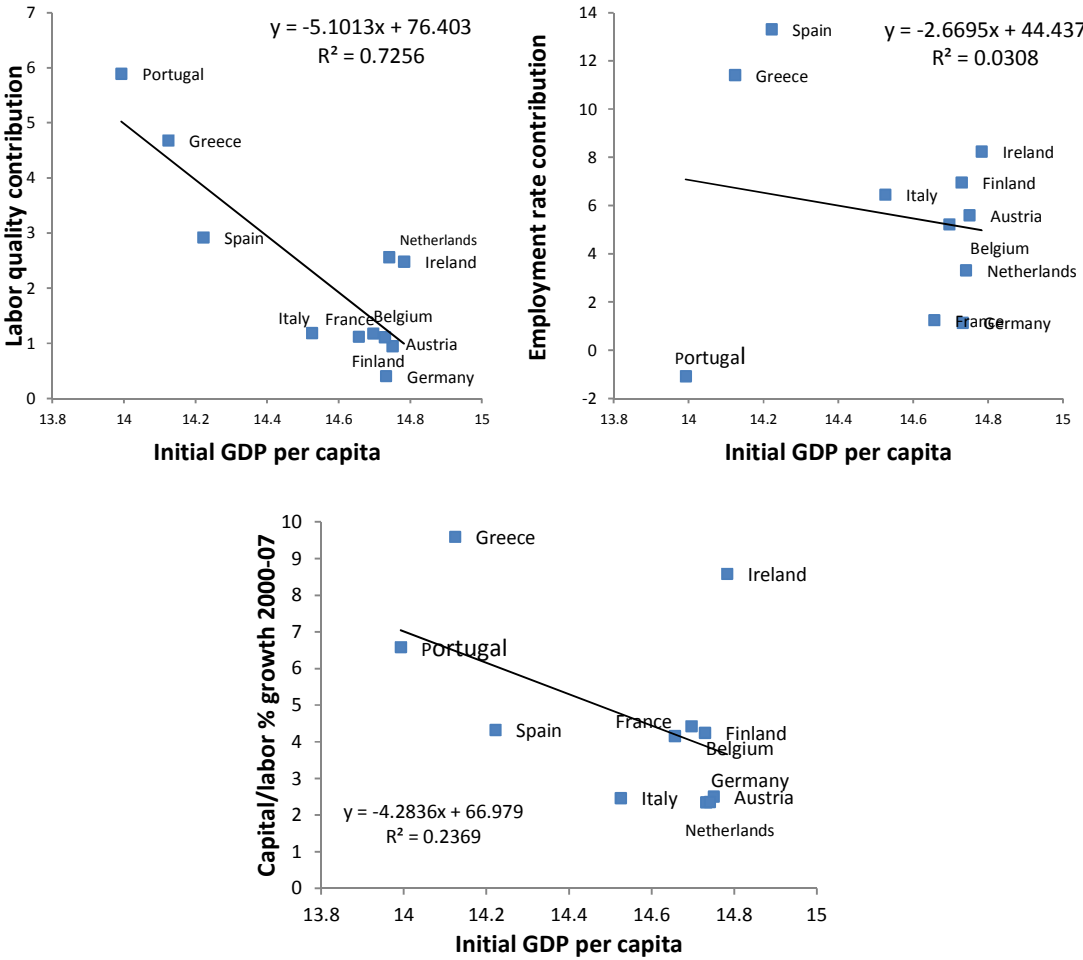 y = -5.1013x + 76.403
R² = 0.7256
Labor quality contribution
7
6
5
4
3
2
1
0
Portugal
Greece
Spain
Netherlands
Ireland
Italy
France
Belgium
Austria
Finland
Germany
13.8 14 14.2 14.4 14.6 14.8 15
Initial GDP per capita
y = -2.6695x + 44.437
R² = 0.0308
Employment rate contribution
14
12
10
8
6
4
2
0
-2
Spain
Greece
Ireland
Finland
Italy
Austria
Belgium
Netherlands
France
Germany
Portugal
13.8 14 14.2 14.4 14.6 14.8 15
Initial GDP per capita
Capital/labor % growth 2000-07
10
9
8
7
6
5
4
3
2
1
0
Greece
Ireland
Portugal
France
Spain
Finland
Belgium
Germany
Italy
Austria
Netherlands
y = -4.2836x + 66.979
R² = 0.2369
13.8 14 14.2 14.4 14.6 14.8 15
Initial GDP per capita